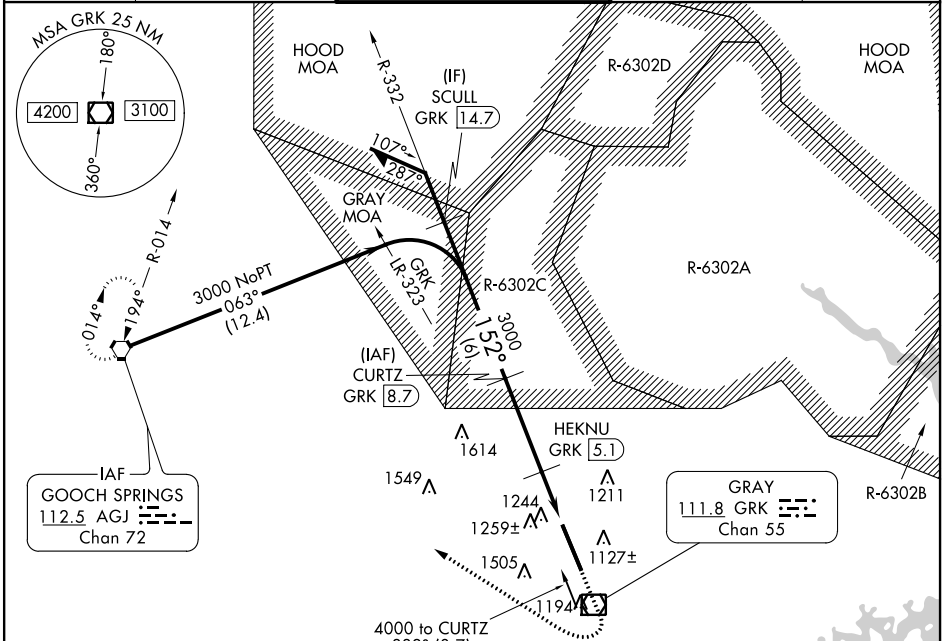 MSA GRK 25 NM
180°
4200
3100
360°
HOOD
MOA
R-332
(IF)
SCULL
GRK 14.7
R-6302D
HOOD
MOA
107°
287°
GRAY
MOA
R-014
014°
194°
3000 NoPT
063°
(12.4)
GRK
LR-323
R-6302C
R-6302A
3000
152°
(6)
(IAF)
CURTZ
GRK 8.7
HEKNU
GRK 5.1
1614
1549
1211
1244
1259±
1127±
1505
1194
R-6302B
IAF
GOOCH SPRINGS
112.5 AGJ
Chan 72
GRAY
111.8 GRK
Chan 55
4000 to CURTZ